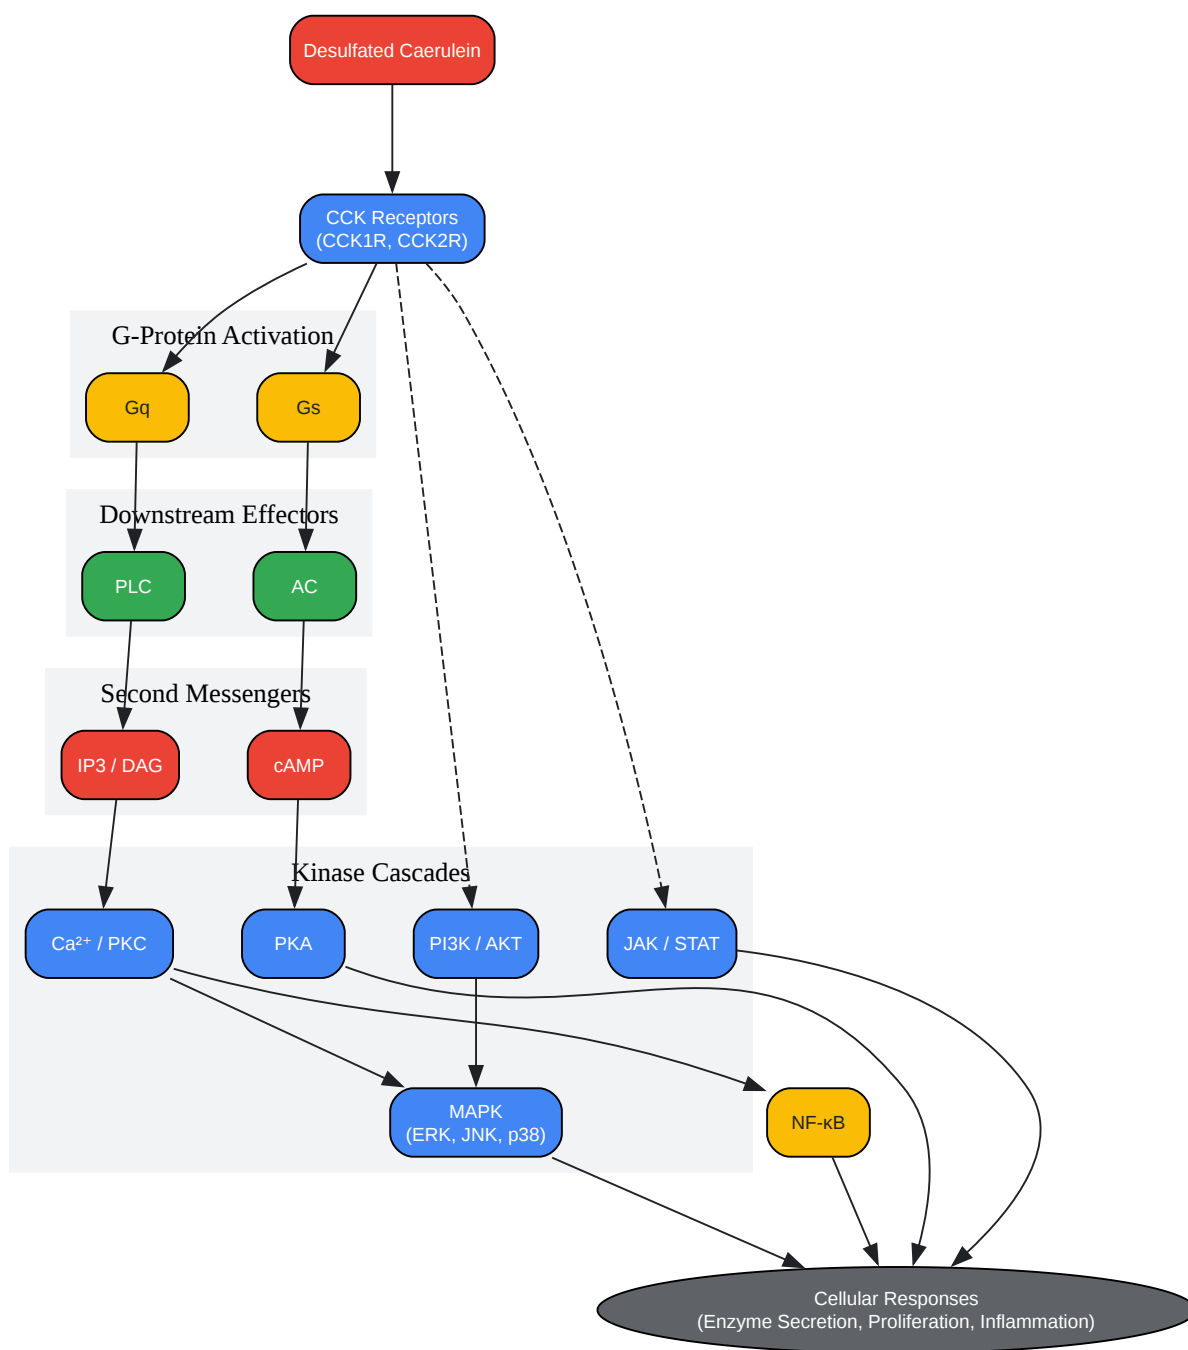 Desulfated Caerulein
CCK Receptors
(CCK1R, CCK2R)
G-Protein Activation
Gq
Gs
Downstream Effectors
PLC
AC
Second Messengers
IP3 / DAG
cAMP
Kinase Cascades
Ca²⁺ / PKC
PKA
PI3K / AKT
JAK / STAT
MAPK
(ERK, JNK, p38)
NF-κB
Cellular Responses
(Enzyme Secretion, Proliferation, Inflammation)